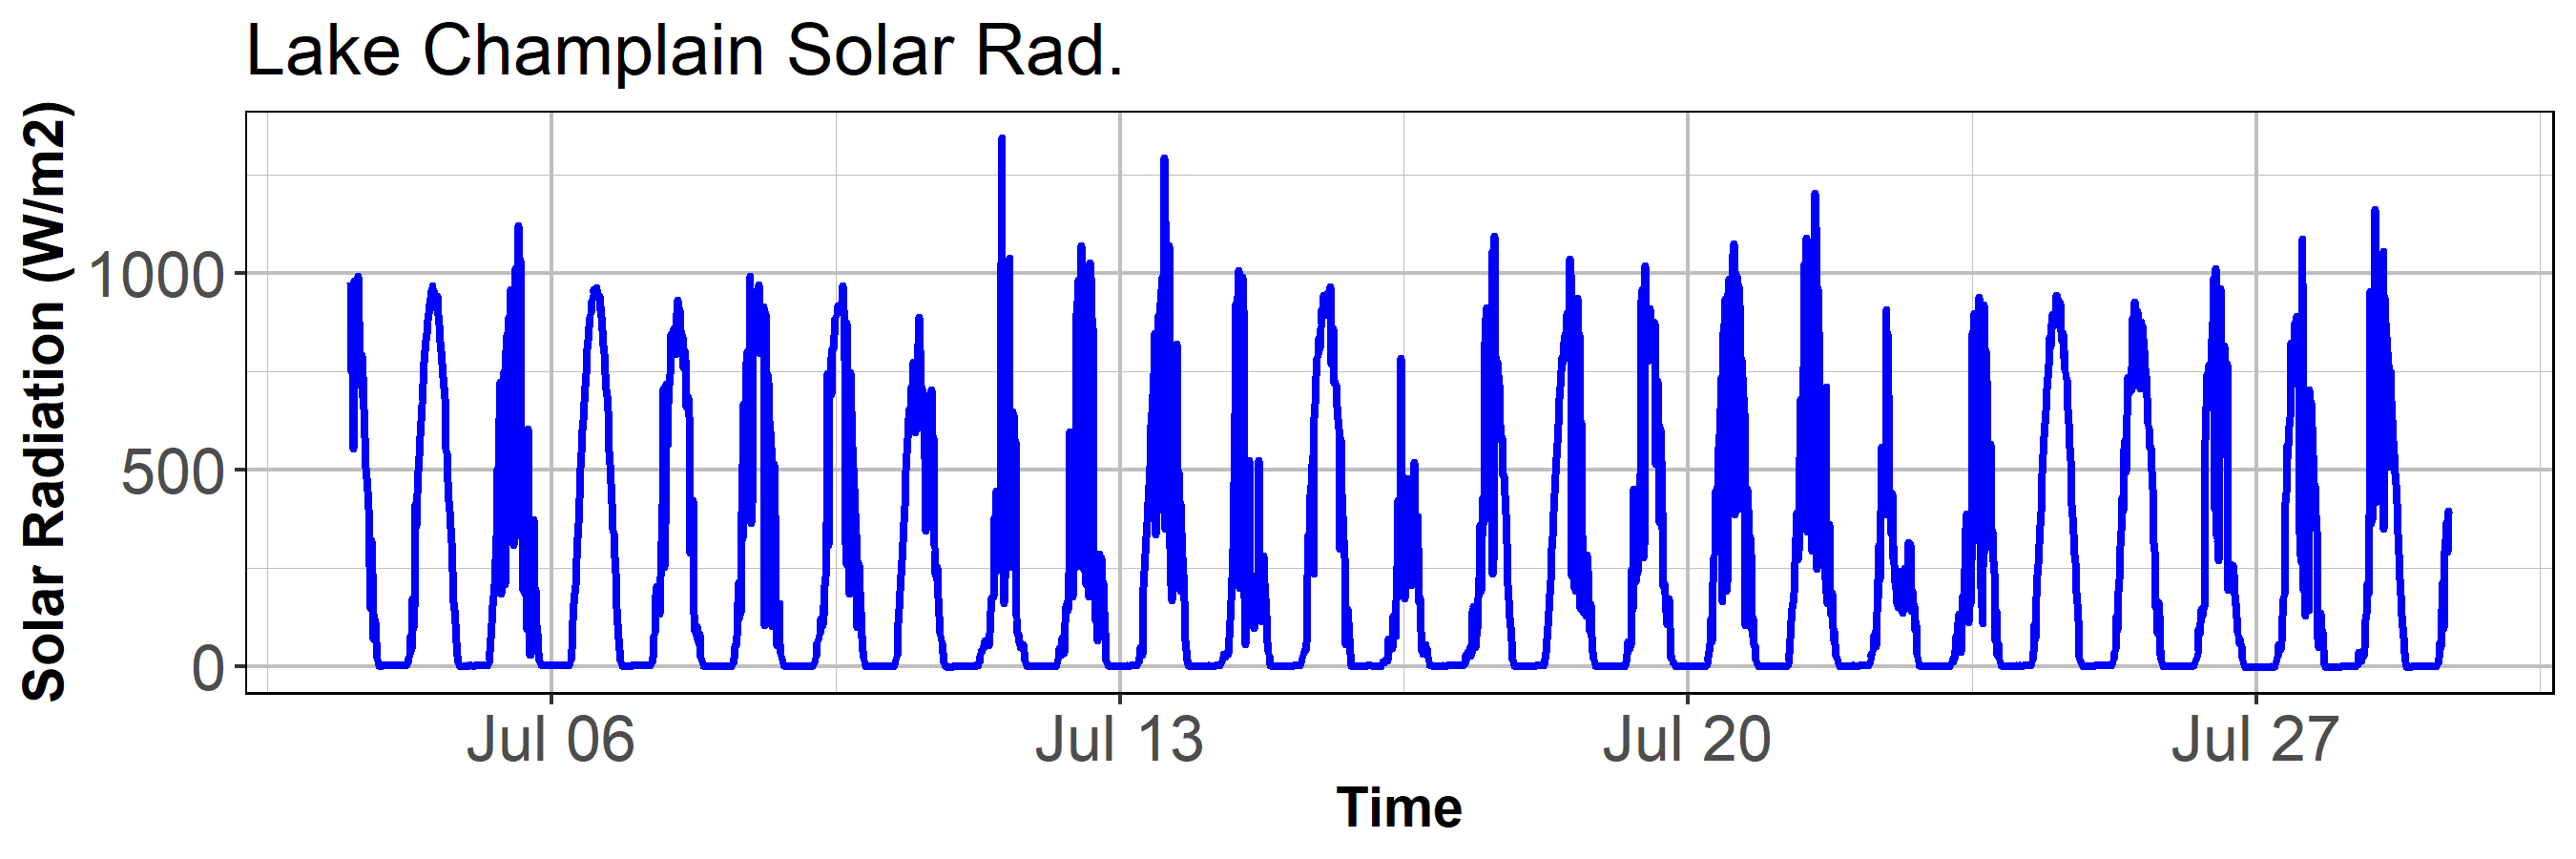 Lake Champlain Solar Rad.
Solar Radiation (W/m2)
1000
500
0
Jul 06
Jul 13
Jul 20
Jul 27
Time